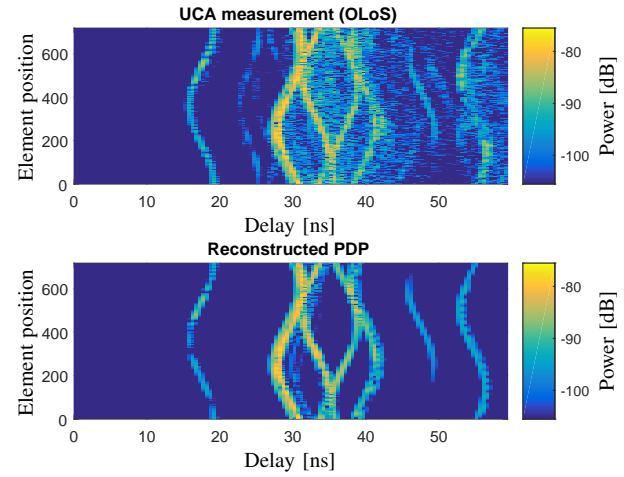 UCA measurement (OLoS)
Element position
600
400
200
0
0 10 20 30 40 50
Delay [ns]
-80
-90
-100
Power [dB]
Reconstructed PDP
Element position
600
400
200
0
0 10 20 30 40 50
Delay [ns]
-80
-90
-100
Power [dB]